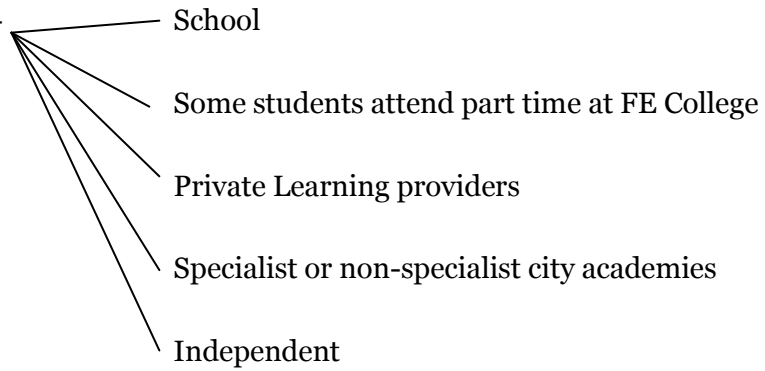 School
Some students attend part time at FE College
Private Learning providers
Specialist or non-specialist city academies
Independent